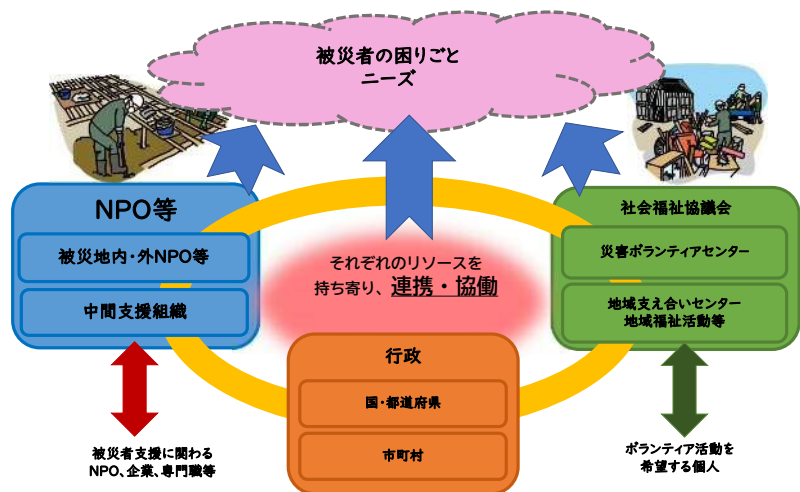 被災者の困りごと
ニーズ
NPO等
被災地内・外NPO等
中間支援組織
社会福祉協議会
災害ボランティアセンター
地域支え合いセンター
地域福祉活動等
それぞれのリソースを
持ち寄り、連携・協働
行政
国・都道府県
市町村
被災者支援に関わる
NPO、企業、専門職等
ボランティア活動を
希望する個人